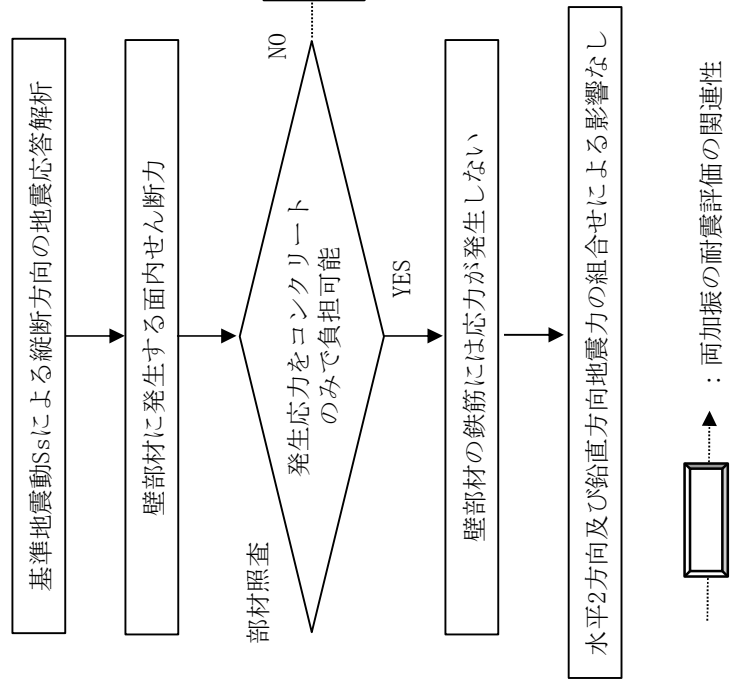 基準地震動Ssによる縦断方向の地震応答解析
壁部材に発生する面内せん断力
部材照査
発生応力をコンクリート
のみで負担可能
NO
YES
壁部材の鉄筋には応力が発生しない
水平2方向及び鉛直方向地震力の組合せによる影響なし
：両加振の耐震評価の関連性